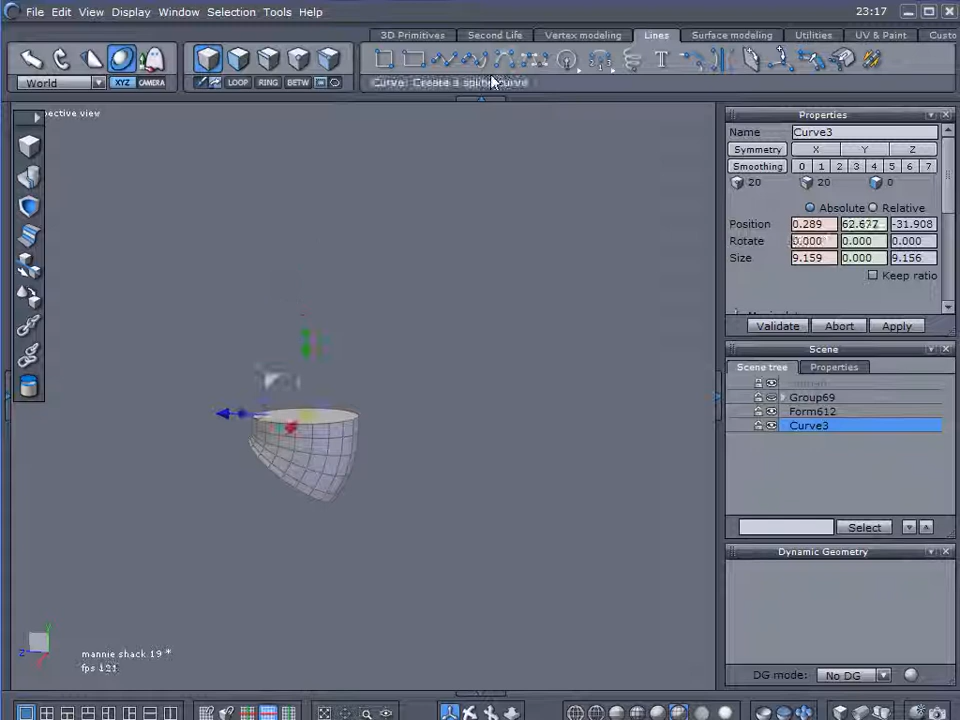 File Edit View Display Window Selection Tools Help 23:17
3D Primitives Second Life Vertex modeling Lines Surface modeling Utilities UV & Paint Custo
World XYZ CAMERA LOOP RING BETW
Curve: Create a spline curve
pective view
Properties
Name Curve3
Symmetry X Y Z
Smoothing 0 1 2 3 4 5 6 7
20 20 0
Absolute Relative
Position 0.289 62.677 -31.908
Rotate 0.000 0.000 0.000
Size 9.159 0.000 9.156
Keep ratio
Validate Abort Apply
Scene
Scene tree Properties
Group69
Form612
Curve3
Select
Dynamic Geometry
DG mode: No DG
mannie shack 19 *
fps 121